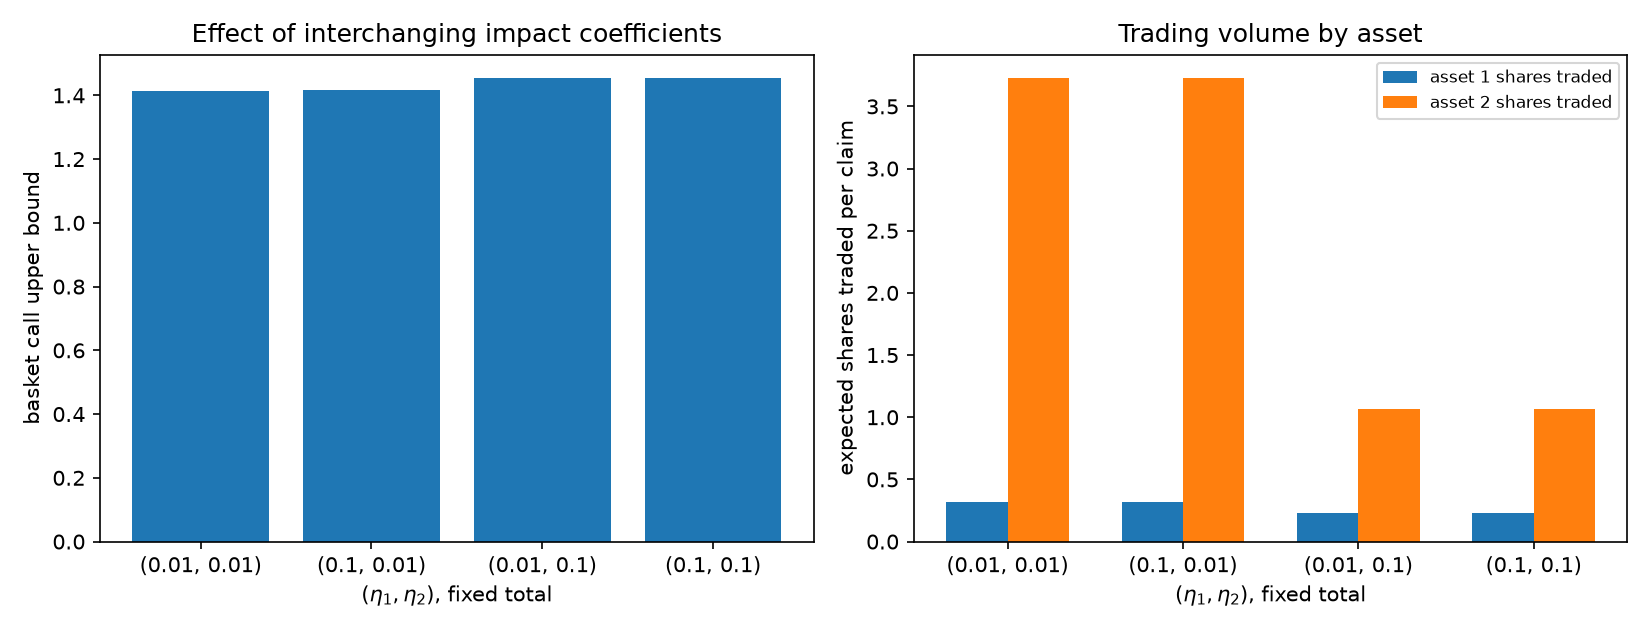 Effect of interchanging impact coefficients
basket call upper bound
1.4
1.2
1.0
0.8
0.6
0.4
0.2
0.0
(0.01, 0.01) (0.1, 0.01) (0.01, 0.1) (0.1, 0.1)
(η₁, η₂), fixed total
Trading volume by asset
asset 1 shares traded
asset 2 shares traded
expected shares traded per claim
3.5
3.0
2.5
2.0
1.5
1.0
0.5
0.0
(0.01, 0.01) (0.1, 0.01) (0.01, 0.1) (0.1, 0.1)
(η₁, η₂), fixed total